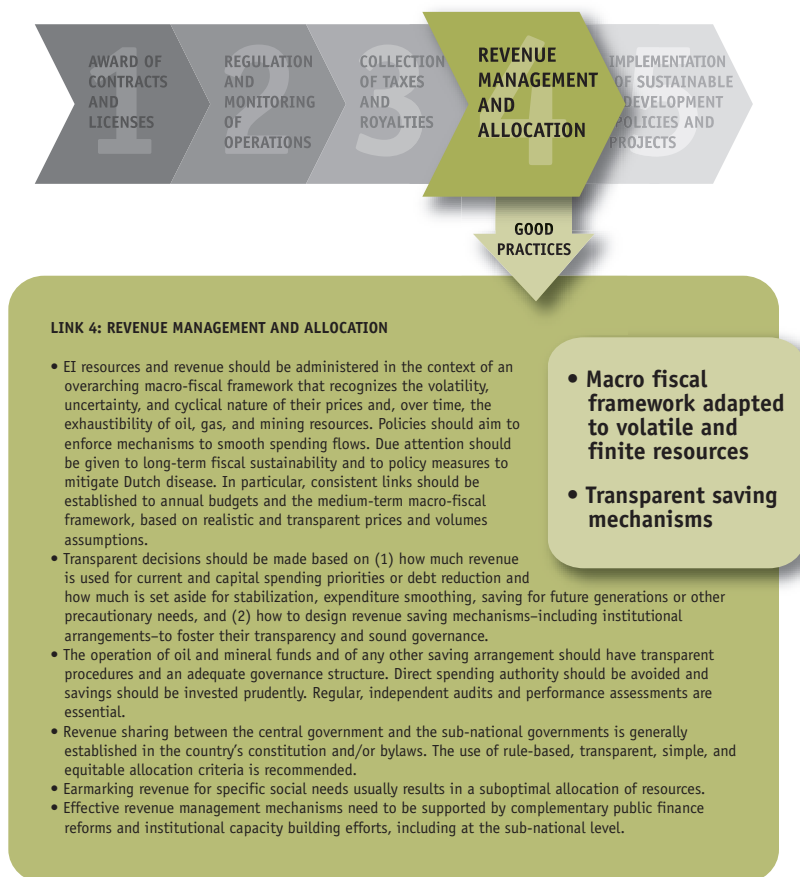 1
AWARD OF
CONTRACTS
AND
LICENSES
2
REGULATION
AND
MONITORING
OF
OPERATIONS
3
COLLECTION
OF TAXES
AND
ROYALTIES
4
REVENUE
MANAGEMENT
AND
ALLOCATION
5
IMPLEMENTATION
OF SUSTAINABLE
DEVELOPMENT
POLICIES AND
PROJECTS
GOOD
PRACTICES
LINK 4: REVENUE MANAGEMENT AND ALLOCATION
• EI resources and revenue should be administered in the context of an
overarching macro-fiscal framework that recognizes the volatility,
uncertainty, and cyclical nature of their prices and, over time, the
exhaustibility of oil, gas, and mining resources. Policies should aim to
enforce mechanisms to smooth spending flows. Due attention should
be given to long-term fiscal sustainability and to policy measures to
mitigate Dutch disease. In particular, consistent links should be
established to annual budgets and the medium-term macro-fiscal
framework, based on realistic and transparent prices and volumes
assumptions.
• Transparent decisions should be made based on (1) how much revenue
is used for current and capital spending priorities or debt reduction and
how much is set aside for stabilization, expenditure smoothing, saving for future generations or other
precautionary needs, and (2) how to design revenue saving mechanisms–including institutional
arrangements–to foster their transparency and sound governance.
• The operation of oil and mineral funds and of any other saving arrangement should have transparent
procedures and an adequate governance structure. Direct spending authority should be avoided and
savings should be invested prudently. Regular, independent audits and performance assessments are
essential.
• Revenue sharing between the central government and the sub-national governments is generally
established in the country's constitution and/or bylaws. The use of rule-based, transparent, simple, and
equitable allocation criteria is recommended.
• Earmarking revenue for specific social needs usually results in a suboptimal allocation of resources.
• Effective revenue management mechanisms need to be supported by complementary public finance
reforms and institutional capacity building efforts, including at the sub-national level.
• Macro fiscal
framework adapted
to volatile and
finite resources
• Transparent saving
mechanisms